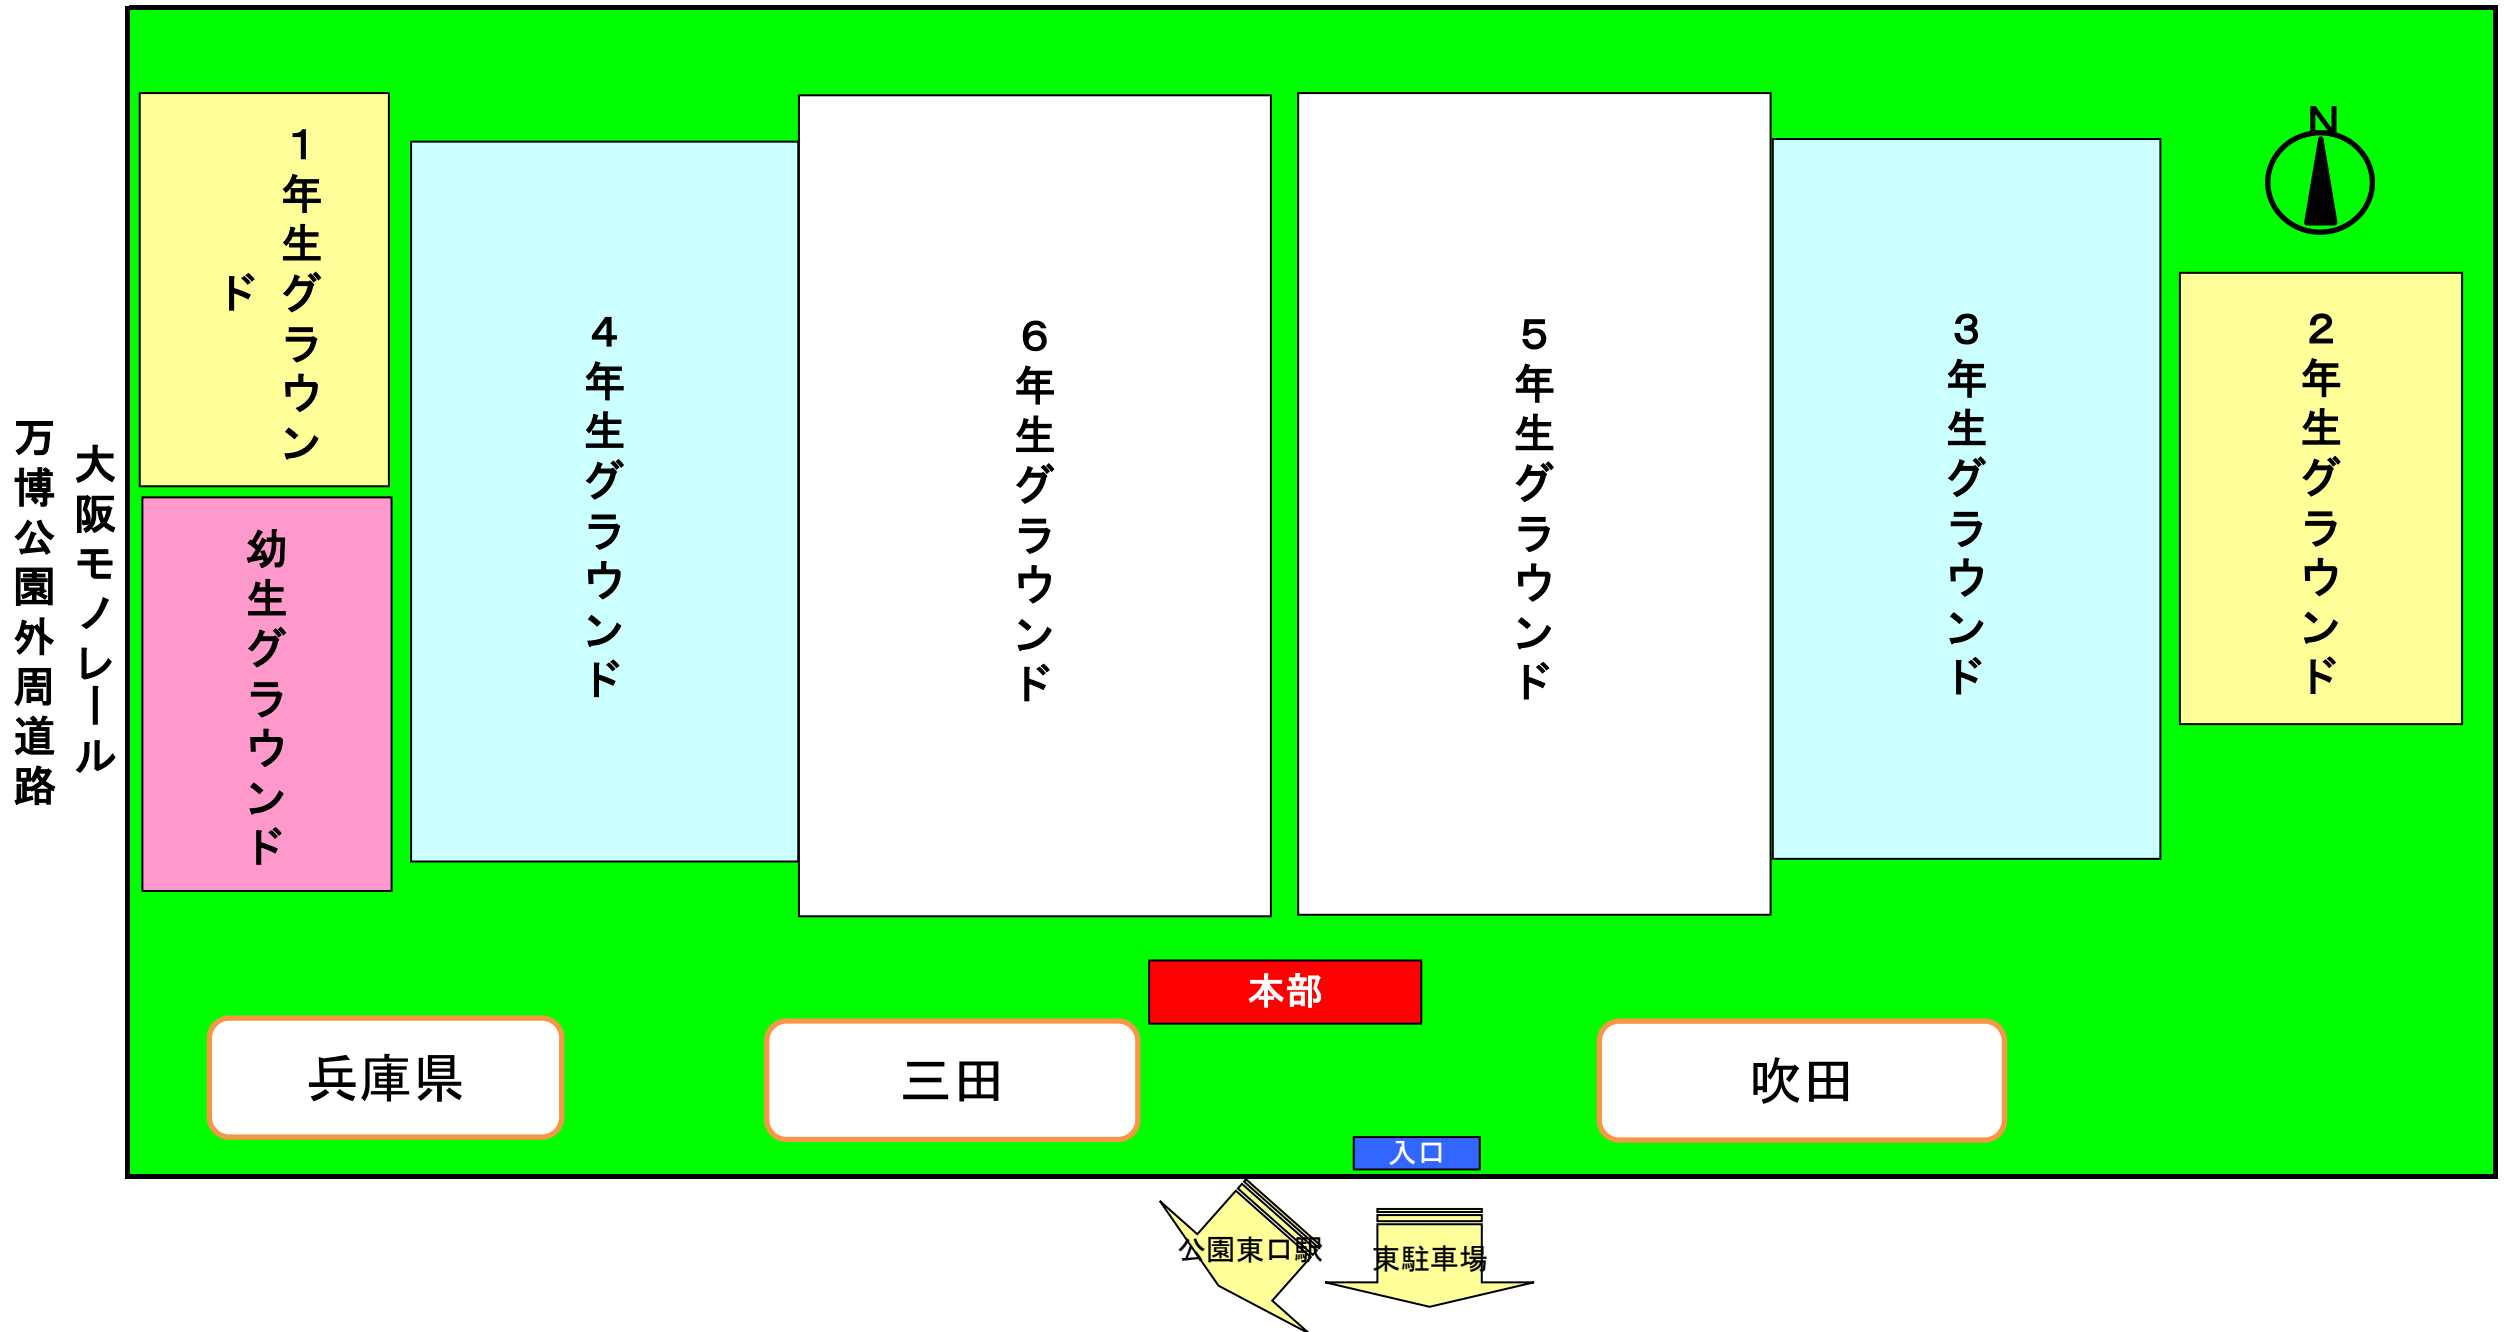 大阪モノレール
万博公園外周道路
1年生グラウン
ド
幼生グラウンド
4年生グラウンド
6年生グラウンド
5年生グラウンド
3年生グラウンド
2年生グラウンド
N
本部
兵庫県
三田
吹田
入口
公園東口駅
東駐車場